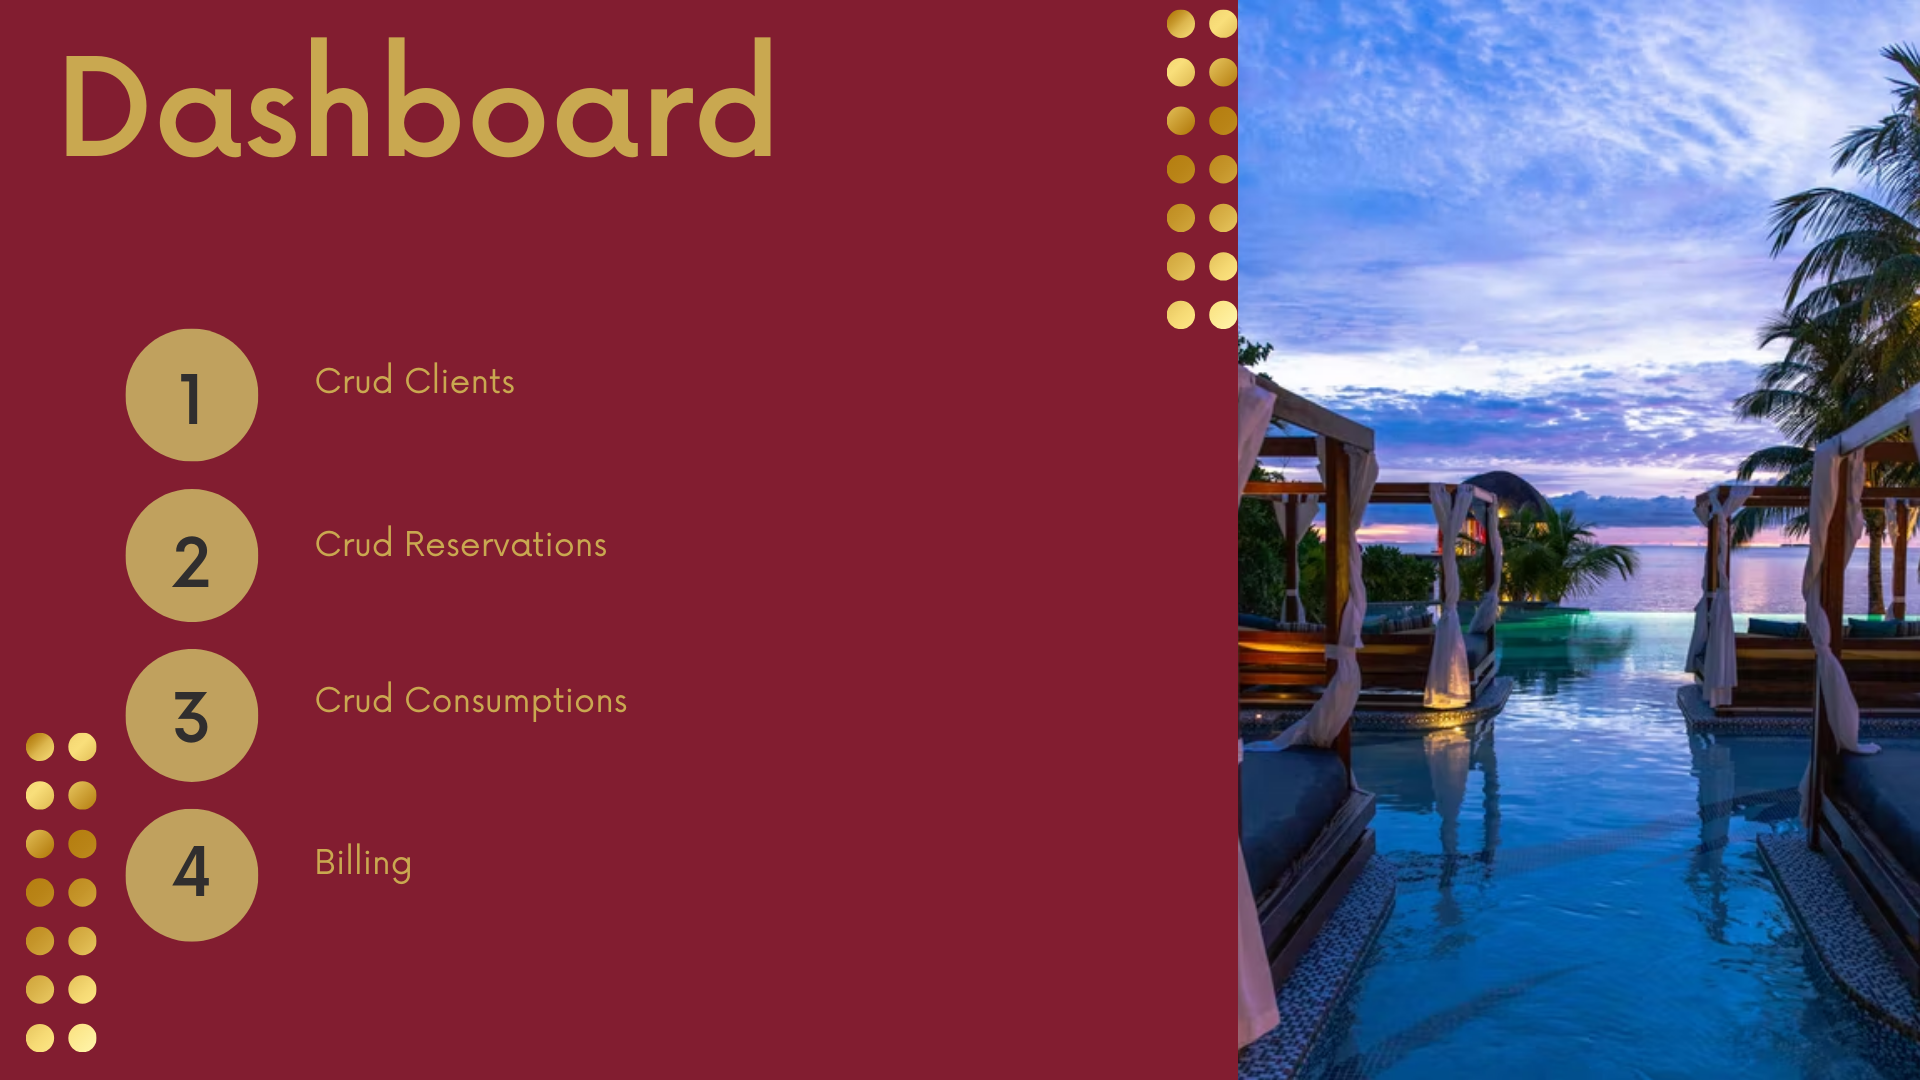 Dashboard
1
Crud Clients
2
Crud Reservations
3
Crud Consumptions
4
Billing